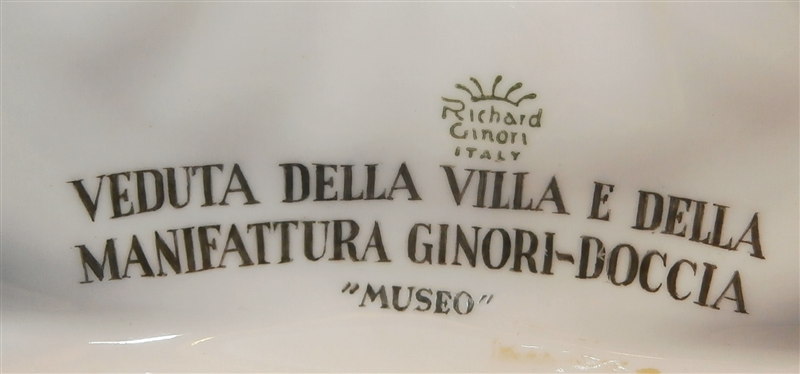 Richard
Ginori
ITALY
VEDUTA DELLA VILLA E DELLA
MANIFATTURA GINORI-DOCCIA
"MUSEO"